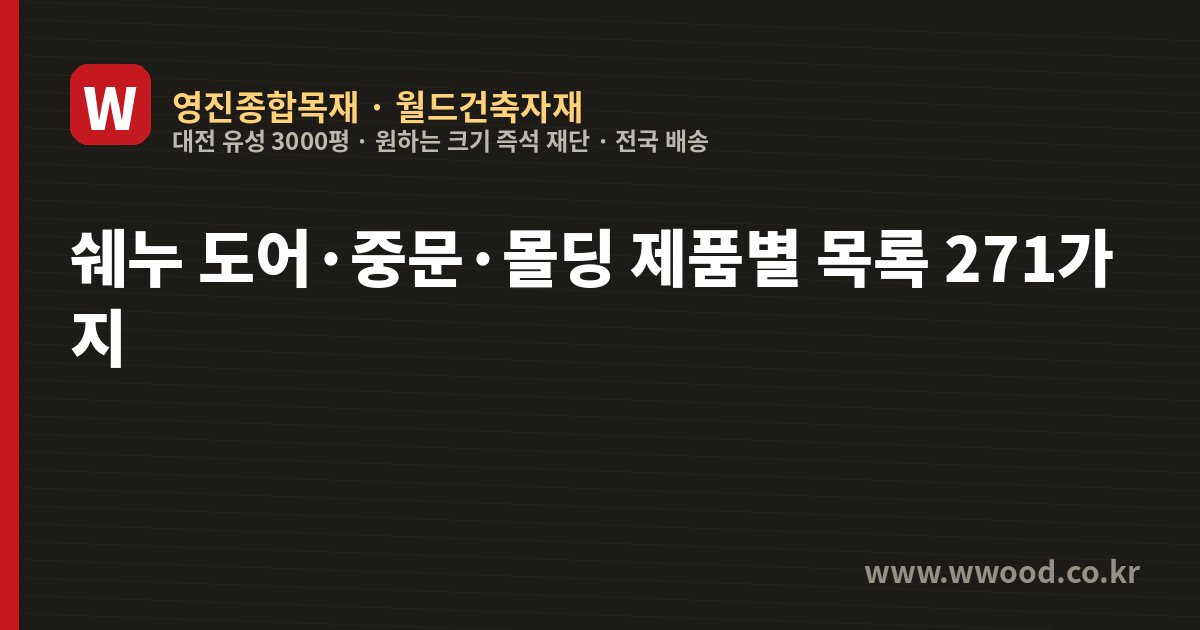 W
영진종합목재 · 월드건축자재
대전 유성 3000평 · 원하는 크기 즉석 재단 · 전국 배송
쉐누 도어·중문·몰딩 제품별 목록 271가
지
www.wwood.co.kr